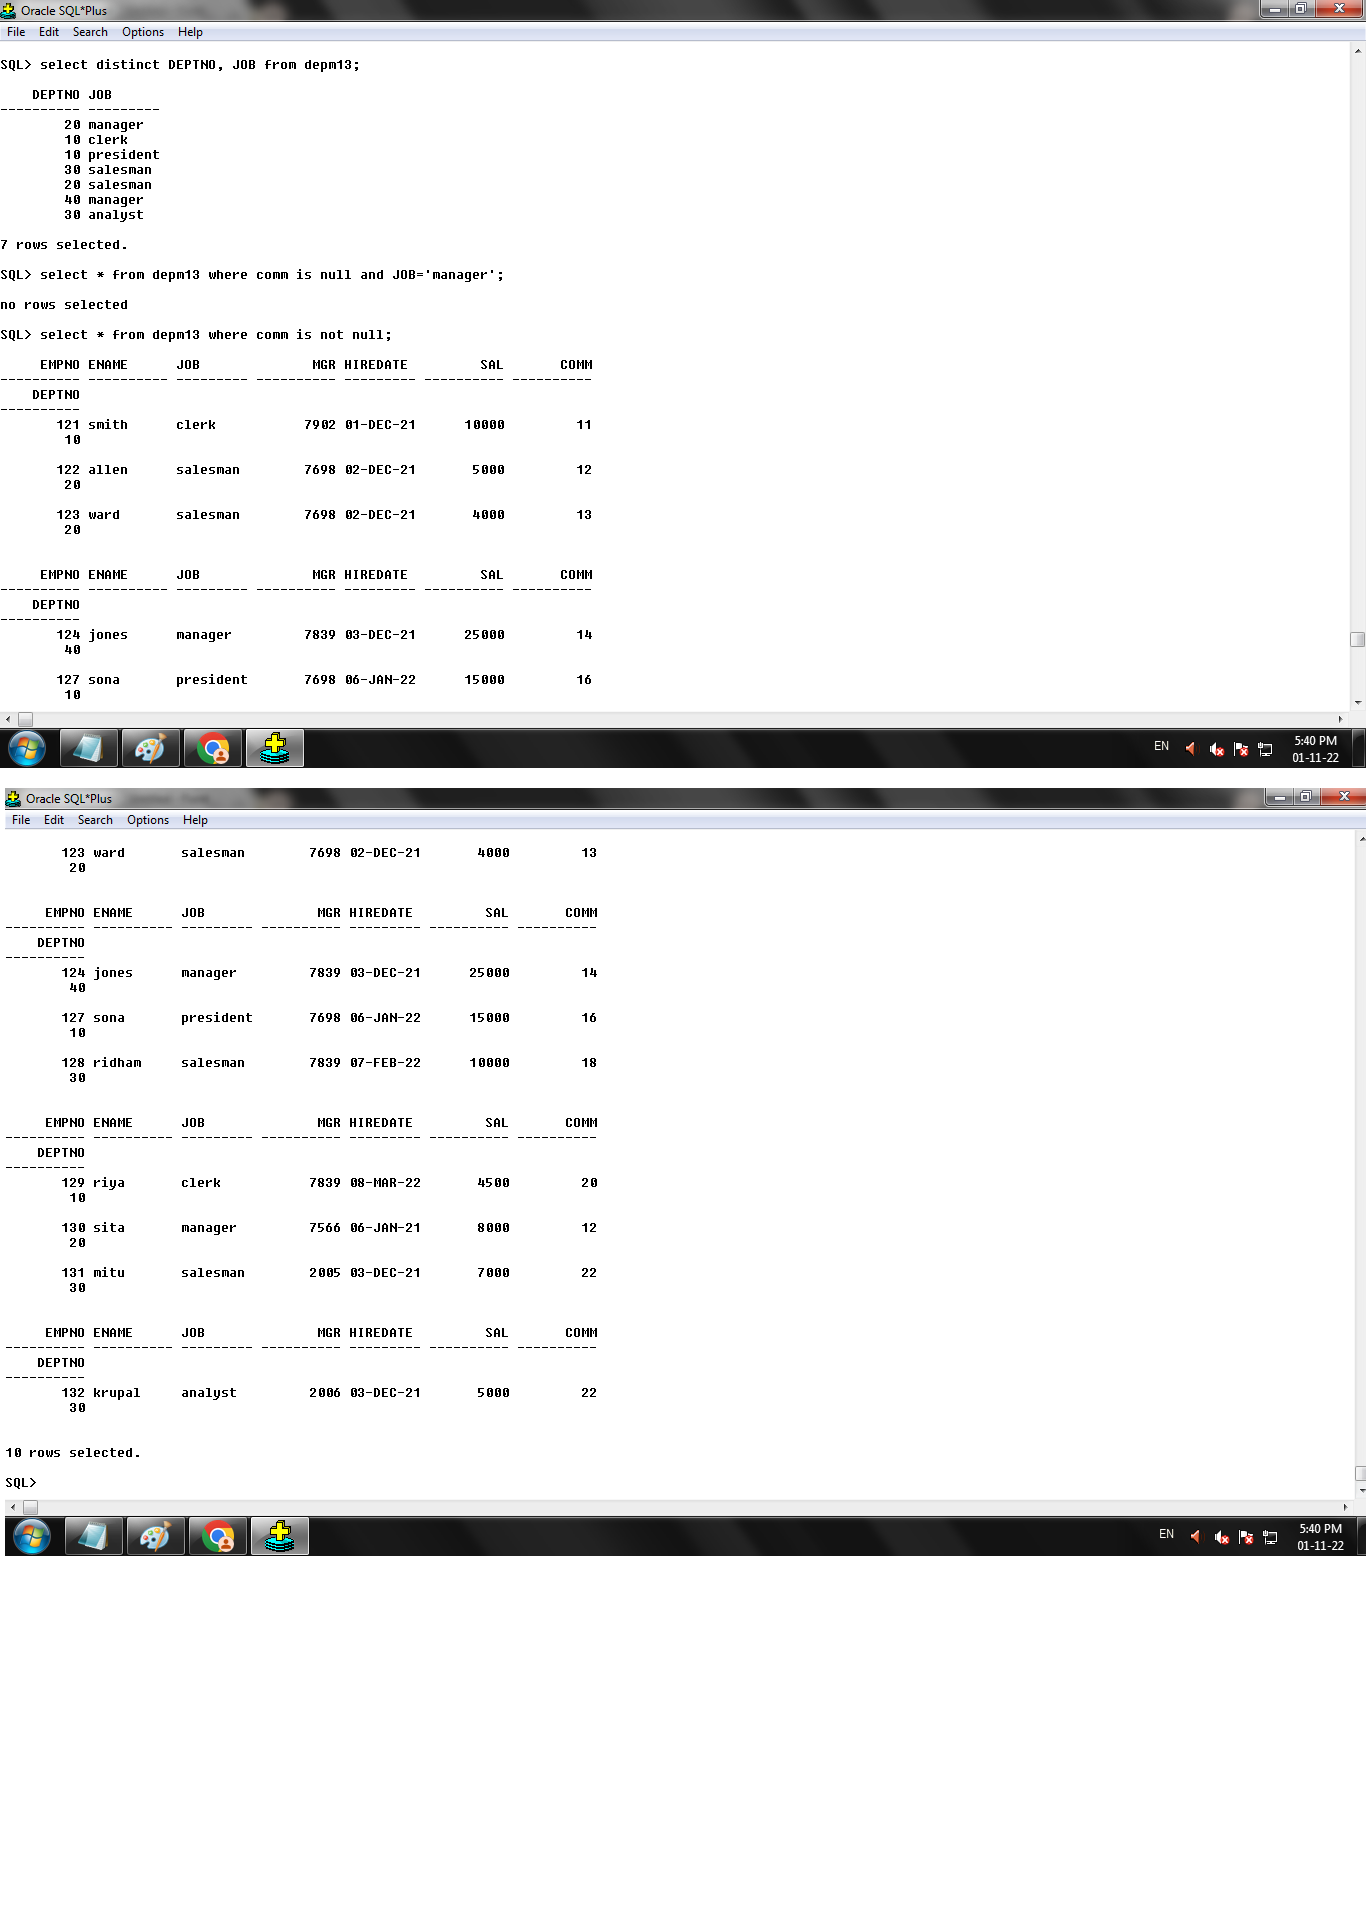 Oracle SQL*Plus
File Edit Search Options Help
SQL> select distinct DEPTNO, JOB from depm13;
DEPTNO JOB
---------- ---------
20 manager
10 clerk
10 president
30 salesman
20 salesman
40 manager
30 analyst
7 rows selected.
SQL> select * from depm13 where comm is null and JOB='manager';
no rows selected
SQL> select * from depm13 where comm is not null;
EMPNO ENAME JOB MGR HIREDATE SAL COMM
---------- ---------- --------- ---------- --------- ---------- ----------
DEPTNO
----------
121 smith clerk 7902 01-DEC-21 10000 11
10
122 allen salesman 7698 02-DEC-21 5000 12
20
123 ward salesman 7698 02-DEC-21 4000 13
20
EMPNO ENAME JOB MGR HIREDATE SAL COMM
---------- ---------- --------- ---------- --------- ---------- ----------
DEPTNO
----------
124 jones manager 7839 03-DEC-21 25000 14
40
127 sona president 7698 06-JAN-22 15000 16
10
EN 5:40 PM
01-11-22
Oracle SQL*Plus
File Edit Search Options Help
123 ward salesman 7698 02-DEC-21 4000 13
20
EMPNO ENAME JOB MGR HIREDATE SAL COMM
---------- ---------- --------- ---------- --------- ---------- ----------
DEPTNO
----------
124 jones manager 7839 03-DEC-21 25000 14
40
127 sona president 7698 06-JAN-22 15000 16
10
128 ridham salesman 7839 07-FEB-22 10000 18
30
EMPNO ENAME JOB MGR HIREDATE SAL COMM
---------- ---------- --------- ---------- --------- ---------- ----------
DEPTNO
----------
129 riya clerk 7839 08-MAR-22 4500 20
10
130 sita manager 7566 06-JAN-21 8000 12
20
131 mitu salesman 2005 03-DEC-21 7000 22
30
EMPNO ENAME JOB MGR HIREDATE SAL COMM
---------- ---------- --------- ---------- --------- ---------- ----------
DEPTNO
----------
132 krupal analyst 2006 03-DEC-21 5000 22
30
10 rows selected.
SQL>
EN 5:40 PM
01-11-22